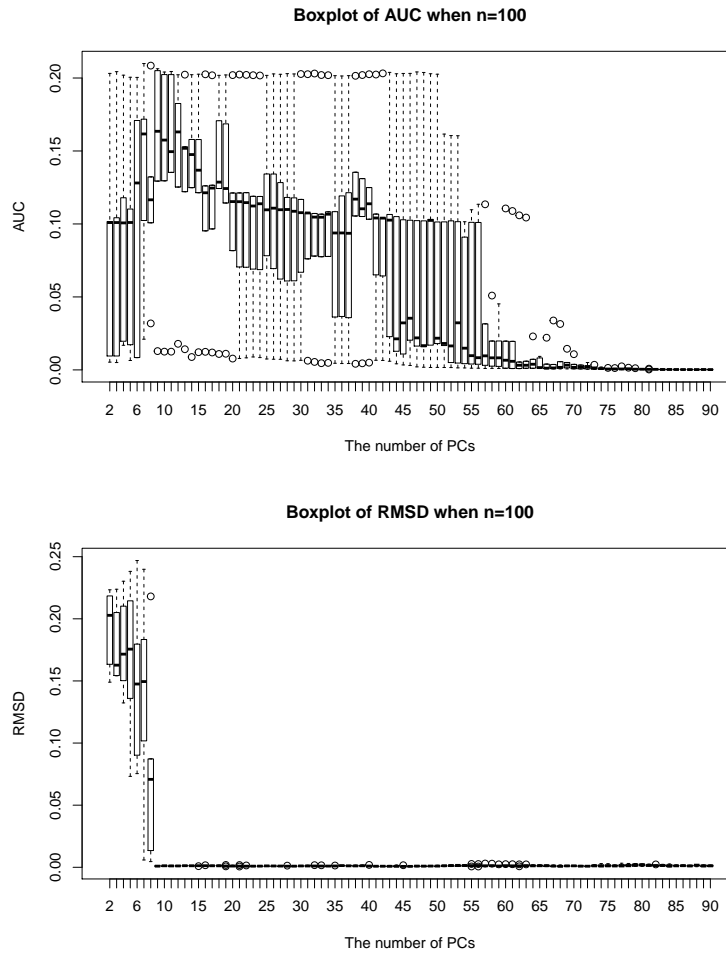 Boxplot of AUC when n=100
AUC
0.20
0.15
0.10
0.05
0.00
2 6 10 15 20 25 30 35 40 45 50 55 60 65 70 75 80 85 90
The number of PCs
Boxplot of RMSD when n=100
RMSD
0.25
0.20
0.15
0.10
0.05
0.00
2 6 10 15 20 25 30 35 40 45 50 55 60 65 70 75 80 85 90
The number of PCs